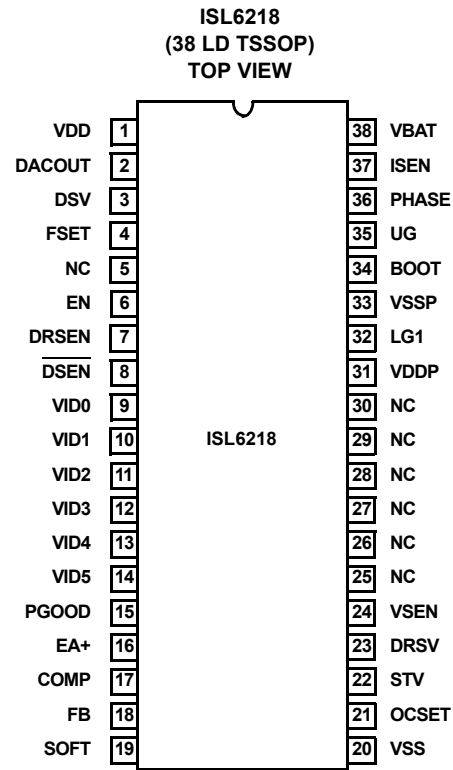 ISL6218
(38 LD TSSOP)
TOP VIEW
VDD 1 38 VBAT
DACOUT 2 37 ISEN
DSV 3 36 PHASE
FSET 4 35 UG
NC 5 34 BOOT
EN 6 33 VSSP
DRSEN 7 32 LG1
DSEN 8 31 VDDP
VID0 9 30 NC
VID1 10 ISL6218 29 NC
VID2 11 28 NC
VID3 12 27 NC
VID4 13 26 NC
VID5 14 25 NC
PGOOD 15 24 VSEN
EA+ 16 23 DRSV
COMP 17 22 STV
FB 18 21 OCSET
SOFT 19 20 VSS